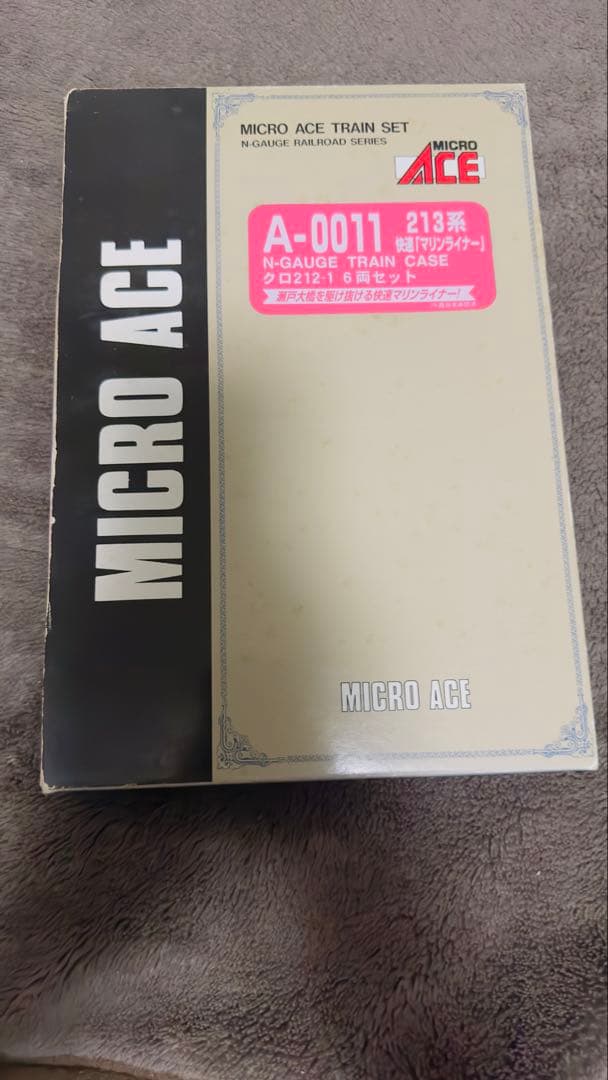 MICRO ACE
MICRO ACE TRAIN SET
N-GAUGE RAILROAD SERIES
MICRO
ACE
A-0011 213系
快速「マリンライナー」
N-GAUGE TRAIN CASE
クロ212-1 6両セット
瀬戸大橋を駆け抜ける快速マリンライナー!
MICRO ACE